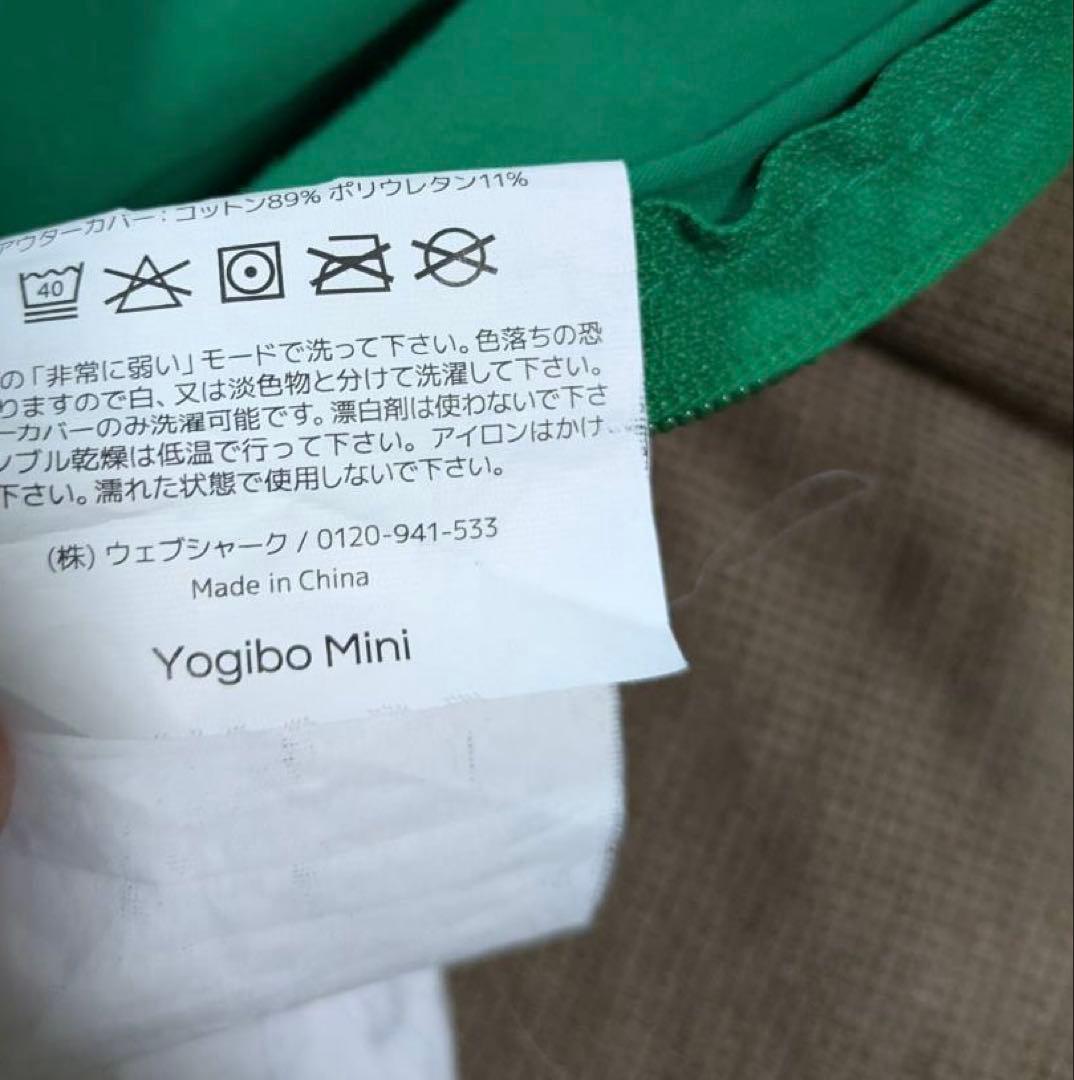 アウターカバー：コットン89% ポリウレタン11%
40
の「非常に弱い」モードで洗って下さい。色落ちの恐
りますので白、又は淡色物と分けて洗濯して下さい。
ーカバーのみ洗濯可能です。漂白剤は使わないで下さ
ンブル乾燥は低温で行って下さい。アイロンはかけ
下さい。濡れた状態で使用しないで下さい。
(株) ウェブシャーク / 0120-941-533
Made in China
Yogibo Mini